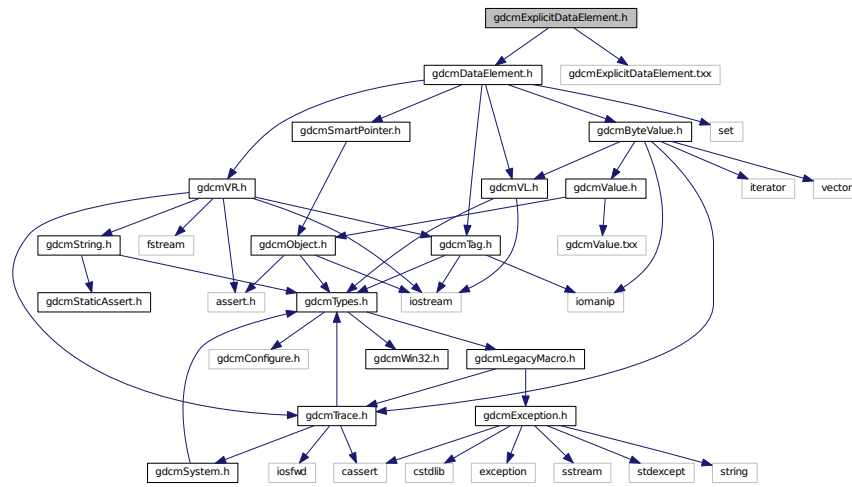 gdcmExplicitDataElement.h
gdcmDataElement.h
gdcmExplicitDataElement.txx
gdcmSmartPointer.h
gdcmByteValue.h
set
gdcmVR.h
gdcmVL.h
gdcmValue.h
iterator
vector
gdcmString.h
fstream
gdcmObject.h
gdcmTag.h
gdcmValue.txx
gdcmStaticAssert.h
assert.h
gdcmTypes.h
iostream
iomanip
gdcmConfigure.h
gdcmWin32.h
gdcmLegacyMacro.h
gdcmTrace.h
gdcmException.h
gdcmSystem.h
iosfwd
cassert
cstdlib
exception
sstream
stdexcept
string